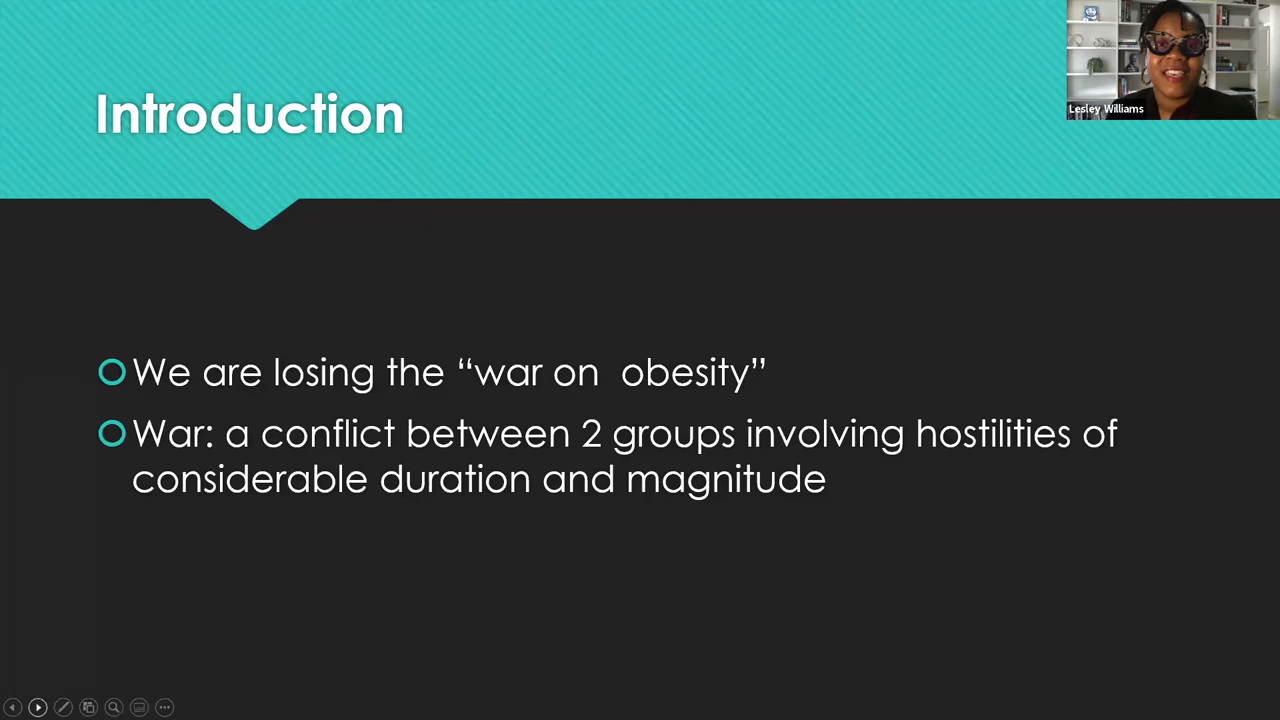 Introduction
Lesley Williams
We are losing the “war on  obesity”
War: a conflict between 2 groups involving hostilities of
considerable duration and magnitude